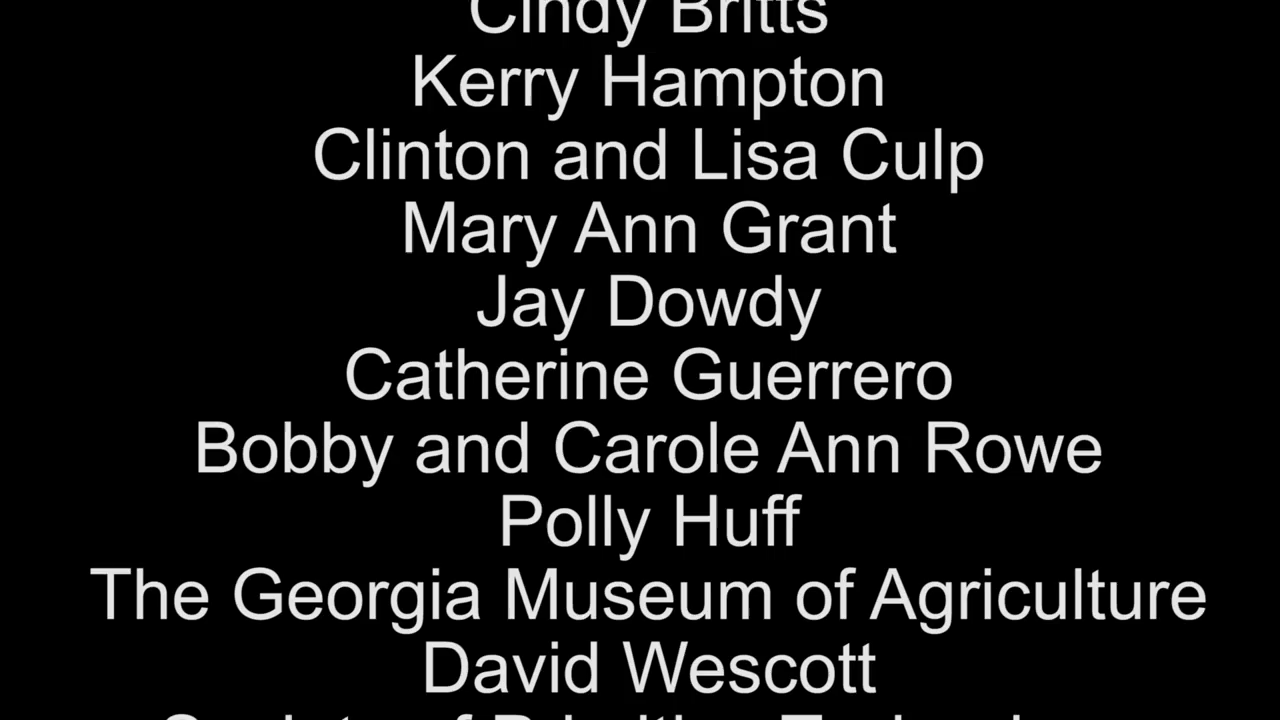 Cindy Britts
Kerry Hampton
Clinton and Lisa Culp
Mary Ann Grant
Jay Dowdy
Catherine Guerrero
Bobby and Carole Ann Rowe
Polly Huff
The Georgia Museum of Agriculture
David Wescott